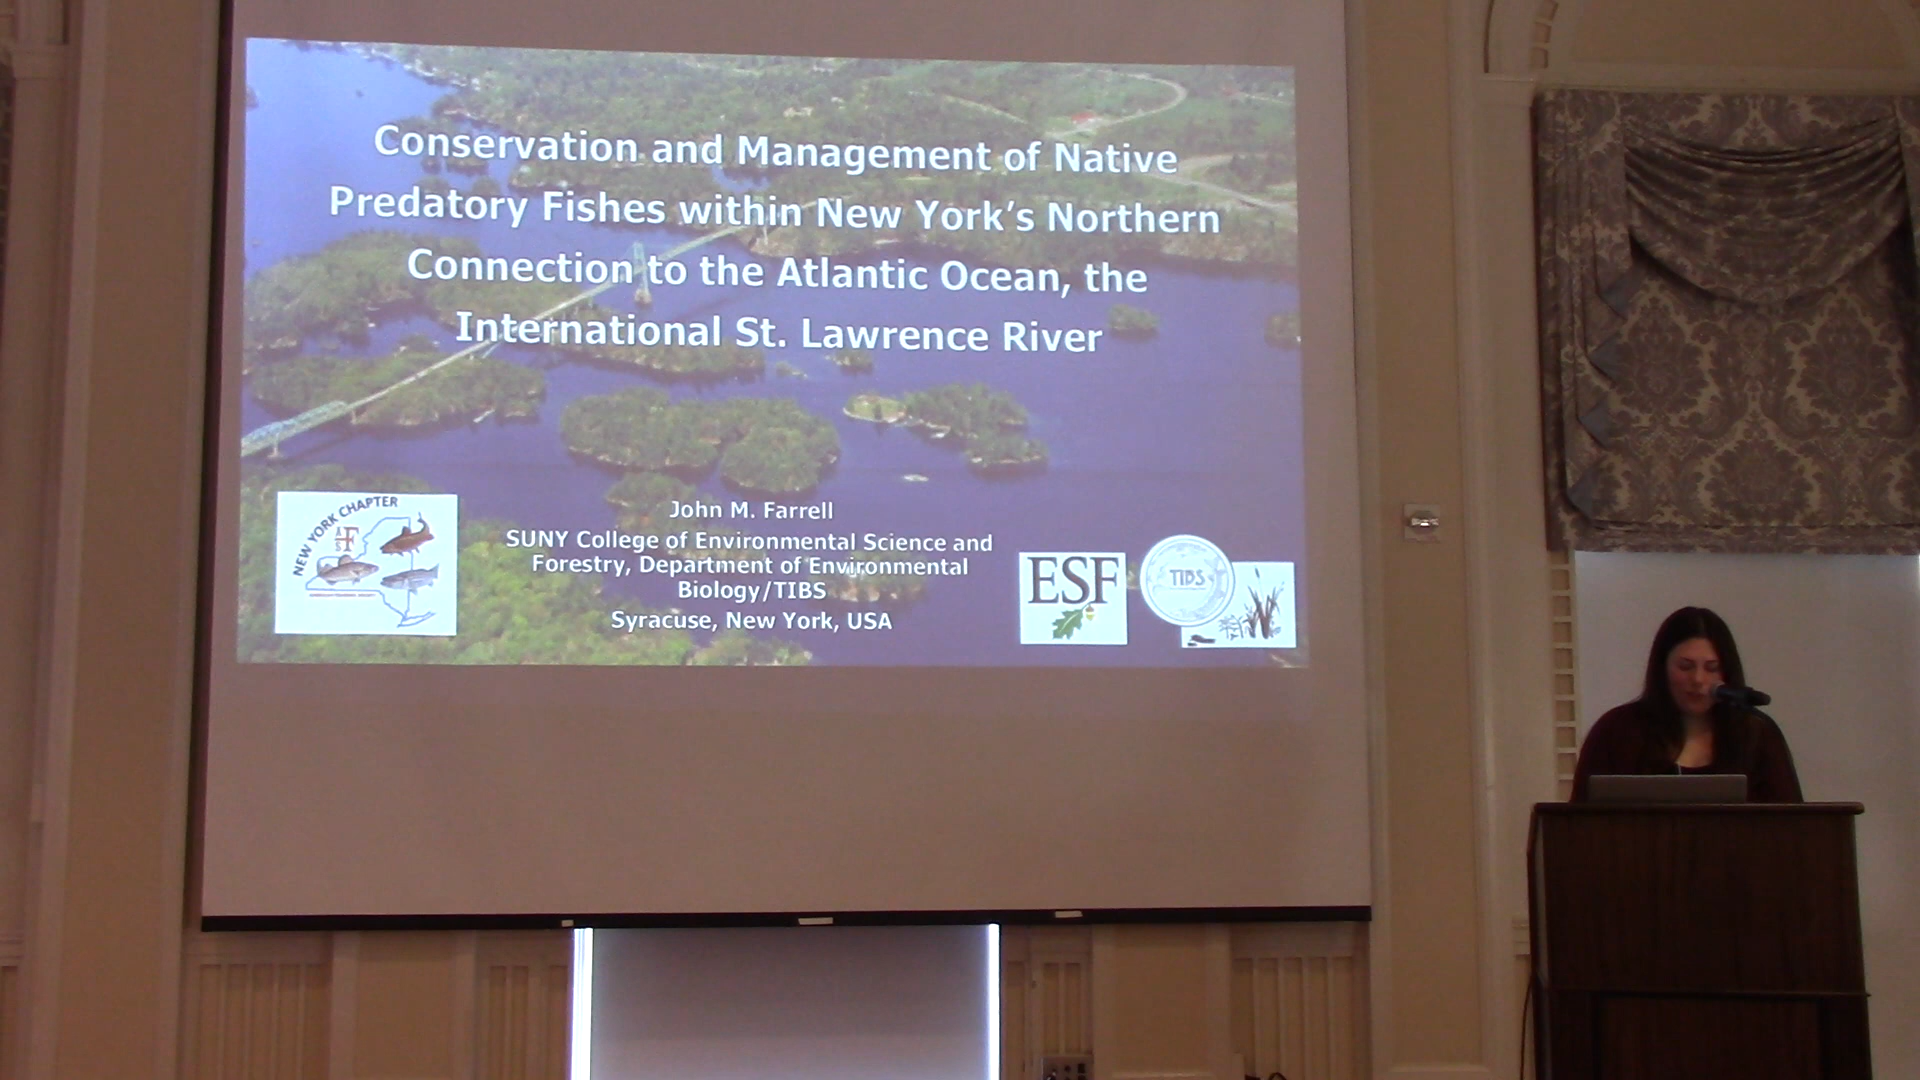 Conservation and Management of Native
Predatory Fishes within New York's Northern
Connection to the Atlantic Ocean, the
International St. Lawrence River
NEW YORK CHAPTER
John M. Farrell
SUNY College of Environmental Science and
Forestry, Department of Environmental
Biology/TIBS
Syracuse, New York, USA
ESF
TIBS